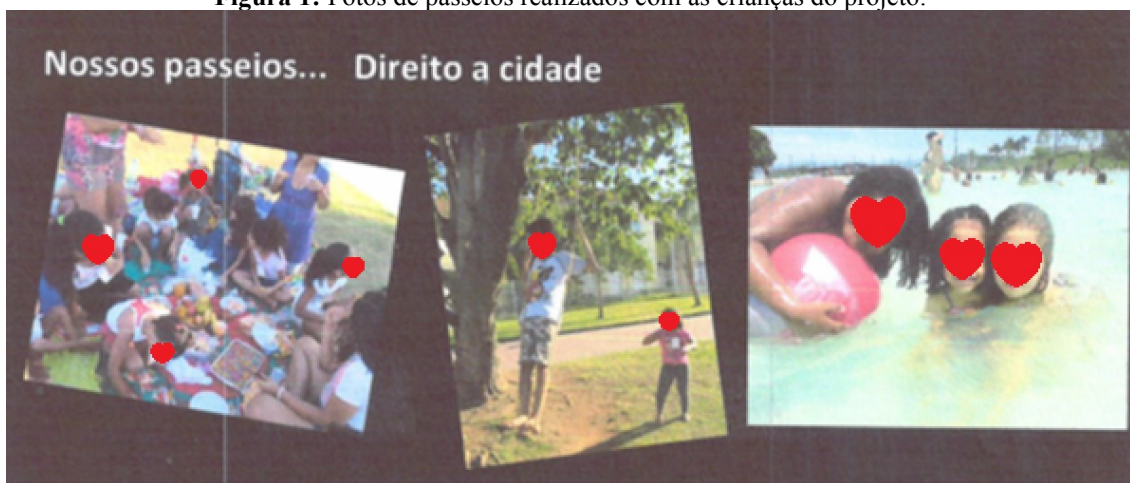 Figura 1: Fotos de passeios realizados com as crianças do projeto.
Nossos passeios... Direito a cidade